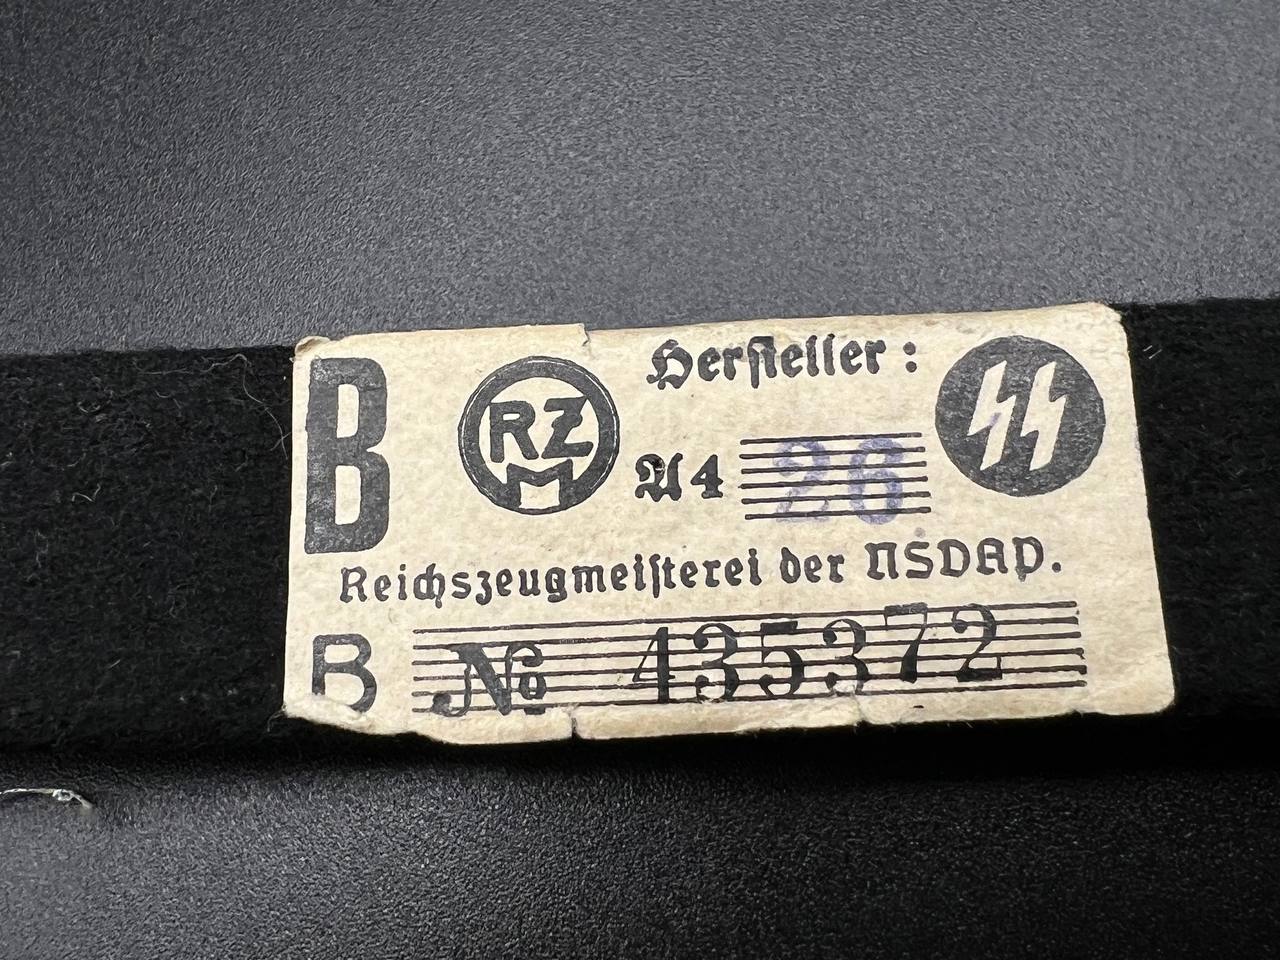 B
RZM
Hersteller:
A4 26
SS
Reichszeugmeisterei der NSDAP.
B No 435372